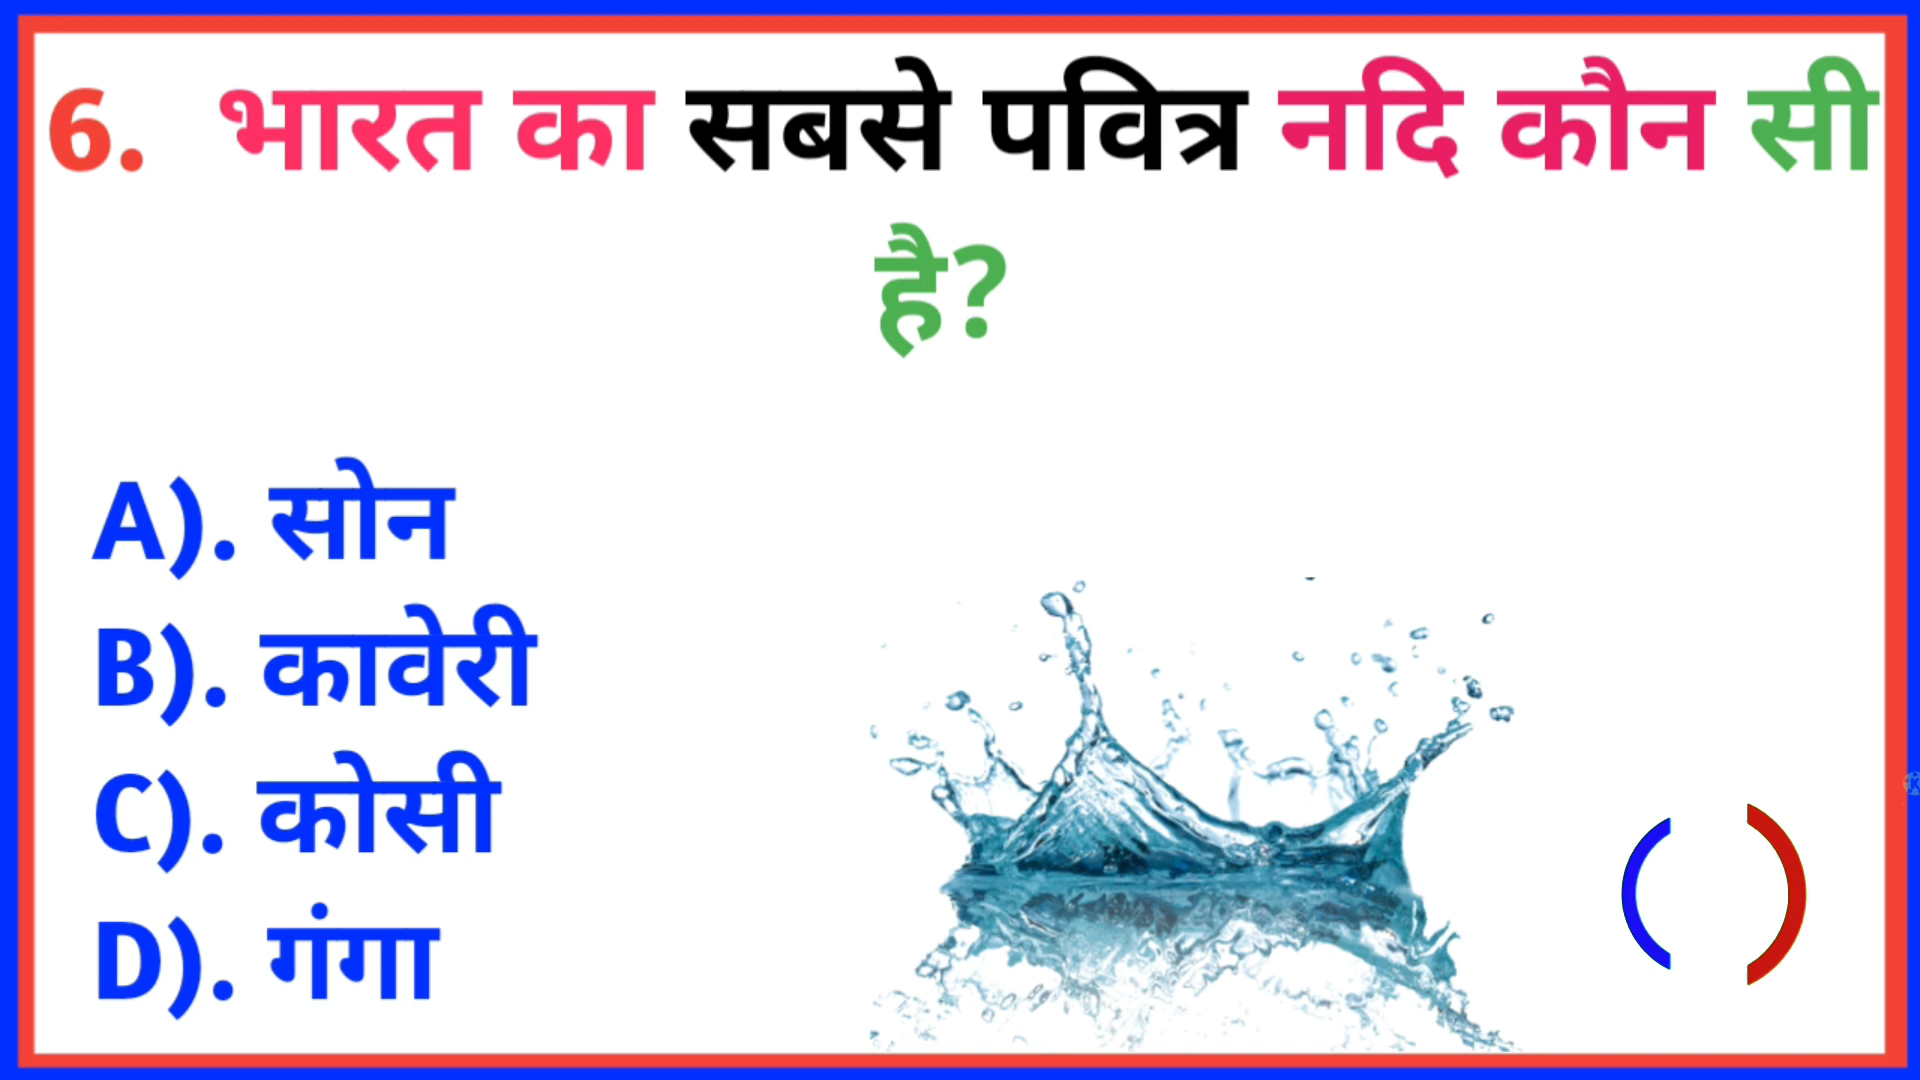 6. भारत का सबसे पवित्र नदि कौन सी
है?
A). सोन
B). कावेरी
C). कोसी
D). गंगा